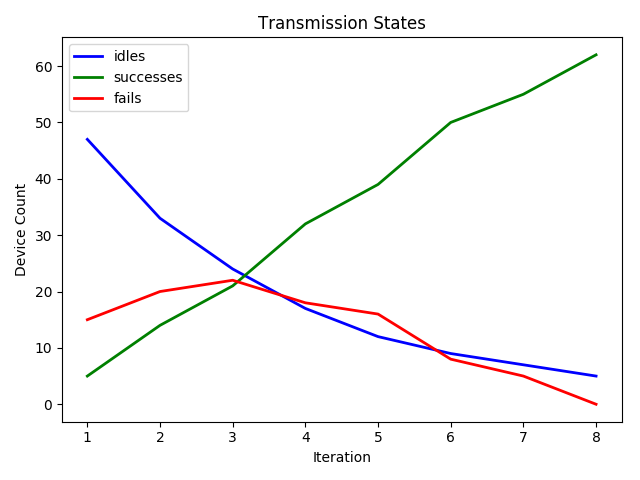 Transmission States
idles
successes
fails
Device Count
60
50
40
30
20
10
0
1 2 3 4 5 6 7 8
Iteration